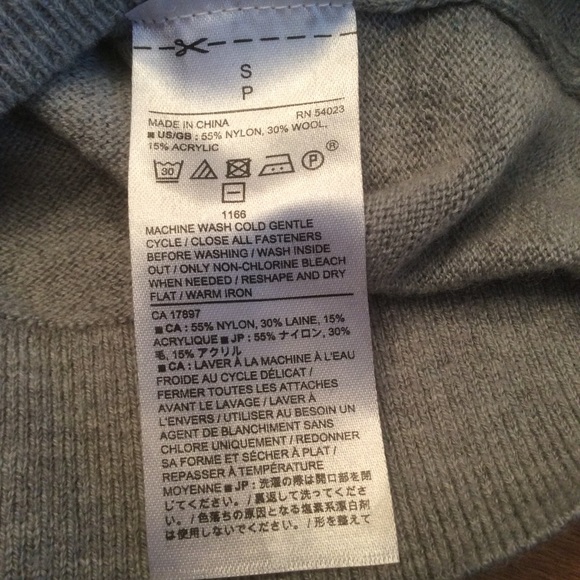 S
P
MADE IN CHINA RN 54023
■ US/GB : 55% NYLON, 30% WOOL,
15% ACRYLIC
30 P ®
1166
MACHINE WASH COLD GENTLE
CYCLE / CLOSE ALL FASTENERS
BEFORE WASHING / WASH INSIDE
OUT / ONLY NON-CHLORINE BLEACH
WHEN NEEDED / RESHAPE AND DRY
FLAT / WARM IRON
CA 17897
■ CA : 55% NYLON, 30% LAINE, 15%
ACRYLIQUE ■ JP : 55% ナイロン, 30%
毛, 15% アクリル
■ CA : LAVER À LA MACHINE À L'EAU
FROIDE AU CYCLE DÉLICAT /
FERMER TOUTES LES ATTACHES
AVANT LE LAVAGE / LAVER À
L'ENVERS / UTILISER AU BESOIN UN
AGENT DE BLANCHIMENT SANS
CHLORE UNIQUEMENT / REDONNER
SA FORME ET SÉCHER À PLAT /
REPASSER À TEMPÉRATURE
MOYENNE ■ JP : 洗濯の際は開口部を閉
じてください。/ 裏返して洗ってくださ
い。/ 色落ちの原因となる塩素系漂白剤
は使用しないでください。/ 形を整えて